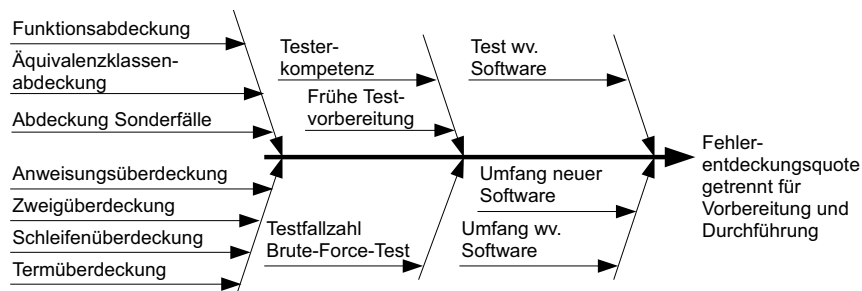 Funktionsabdeckung
Äquivalenzklassen-
abdeckung
Abdeckung Sonderfälle
Tester-
kompetenz
Frühe Test-
vorbereitung
Test wv.
Software
Anweisungsüberdeckung
Zweigüberdeckung
Schleifenüberdeckung
Termüberdeckung
Testfallzahl
Brute-Force-Test
Umfang neuer
Software
Umfang wv.
Software
Fehler-
entdeckungsquote
getrennt für
Vorbereitung und
Durchführung